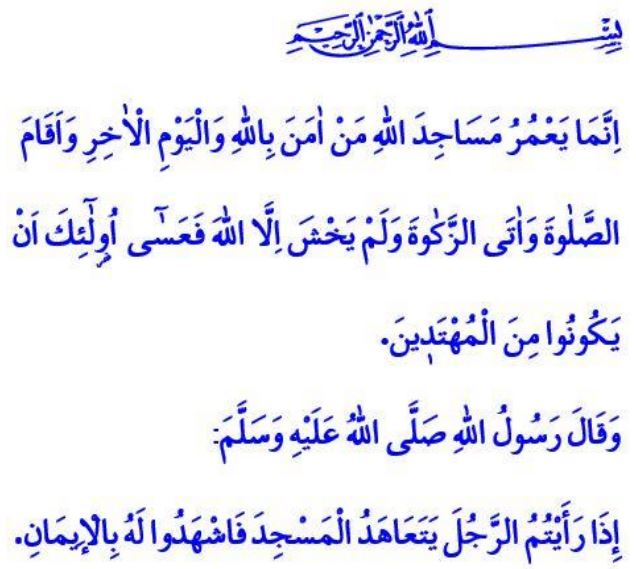 بِسْمِ اللّٰهِ الرَّحْمٰنِ الرَّحِيمِ
اِنَّمَا يَعْمُرُ مَسَاجِدَ اللّٰهِ مَنْ اٰمَنَ بِاللّٰهِ وَالْيَوْمِ الْاٰخِرِ وَاَقَامَ
الصَّلٰوةَ وَاٰتَى الزَّكٰوةَ وَلَمْ يَخْشَ اِلَّا اللّٰهَ فَعَسٰٓى اُو۬لٰٓئِكَ اَنْ
يَكُونُوا مِنَ الْمُهْتَد۪ينَ.
وَقَالَ رَسُولُ اللّٰهِ صَلَّى اللّٰهُ عَلَيْهِ وَسَلَّمَ:
إِذَا رَأَيْتُمُ الرَّجُلَ يَتَعَاهَدُ الْمَسْجِدَ فَاشْهَدُوا لَهُ بِالْإِيمَانِ.